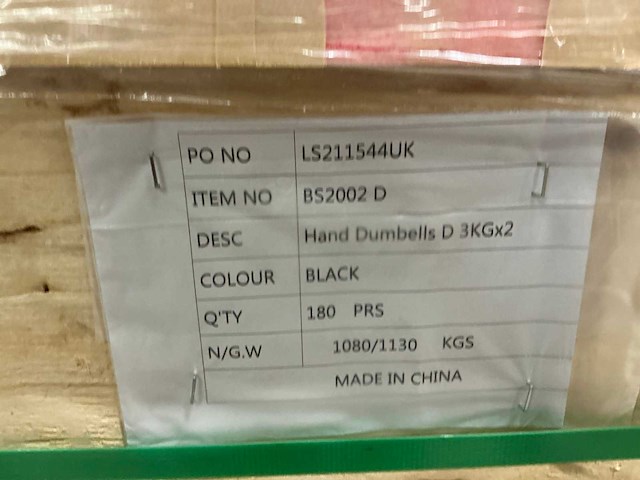 PO NO LS211544UK
ITEM NO BS2002 D
DESC Hand Dumbells D 3KGx2
COLOUR BLACK
Q'TY 180 PRS
N/G.W 1080/1130 KGS
MADE IN CHINA